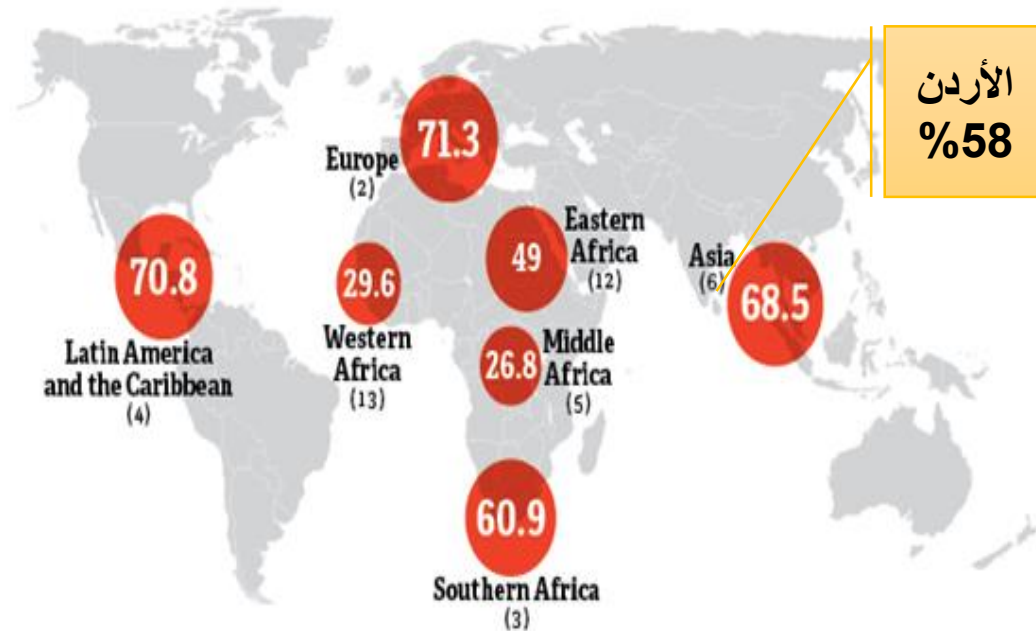 الأردن
%58
71.3
Europe
(2)
Eastern
Africa
(12)
49
Asia
(6)
68.5
70.8
Latin America
and the Caribbean
(4)
29.6
Western
Africa
(13)
26.8
Middle
Africa
(5)
60.9
Southern Africa
(3)